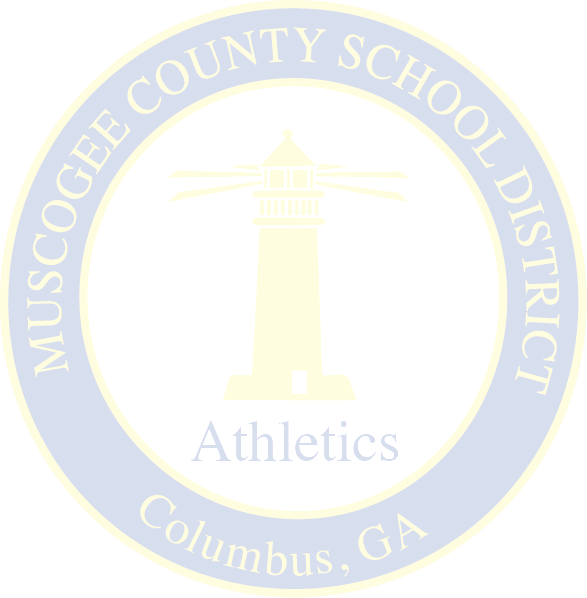 MUSCOGEE COUNTY SCHOOL DISTRICT
Athletics
Columbus, GA